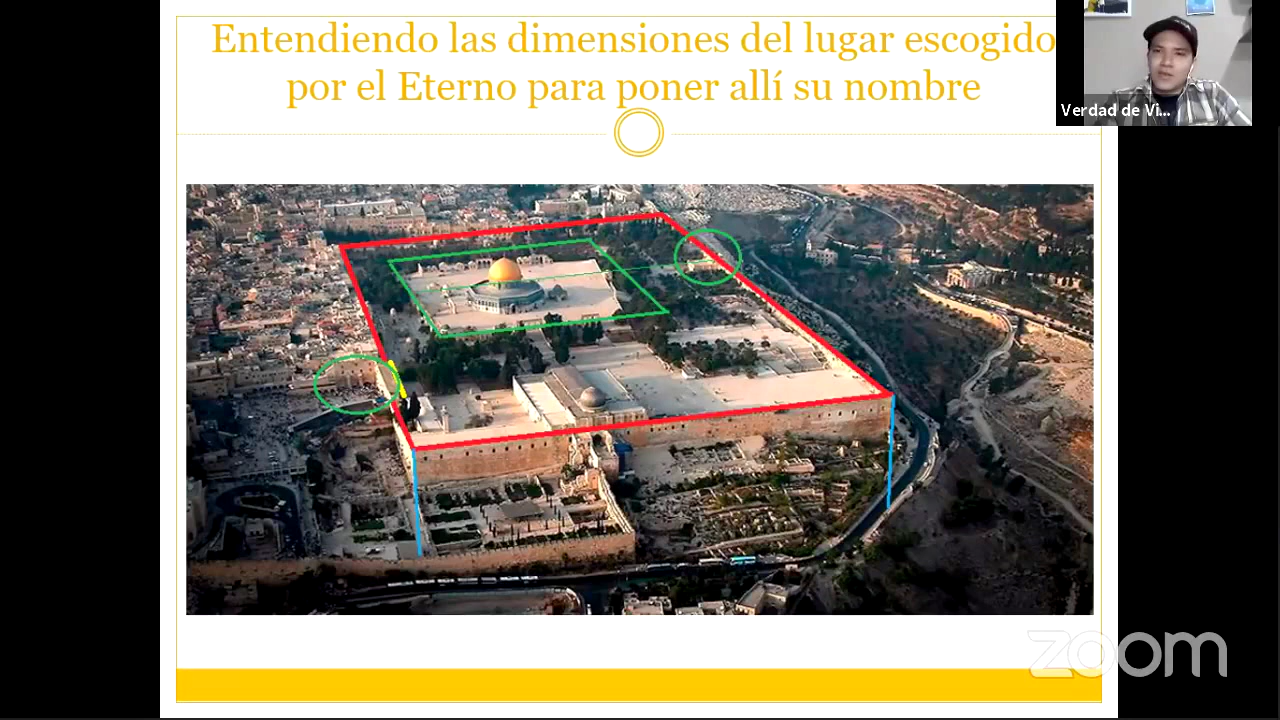 Entendiendo las dimensiones del lugar escogido
por el Eterno para poner allí su nombre
Verdad de Vi...
zoom